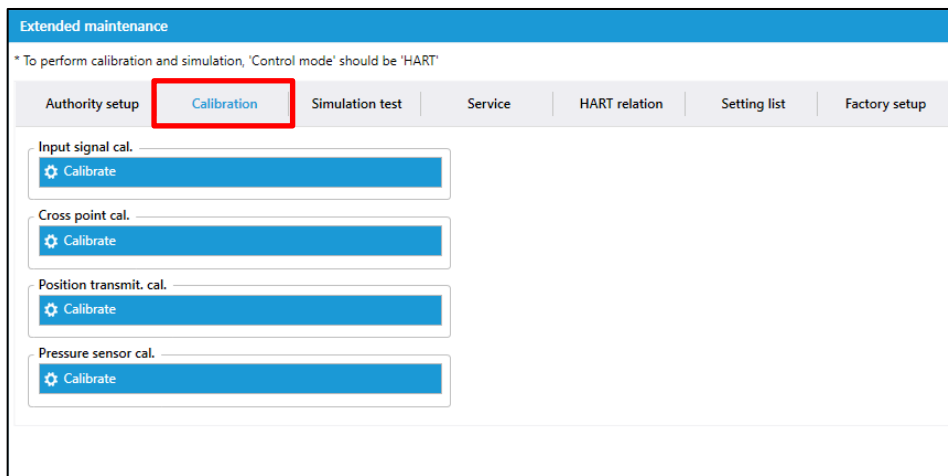 Extended maintenance
* To perform calibration and simulation, 'Control mode' should be 'HART'
Authority setup Calibration Simulation test Service HART relation Setting list Factory setup
Input signal cal.
Calibrate
Cross point cal.
Calibrate
Position transmit. cal.
Calibrate
Pressure sensor cal.
Calibrate